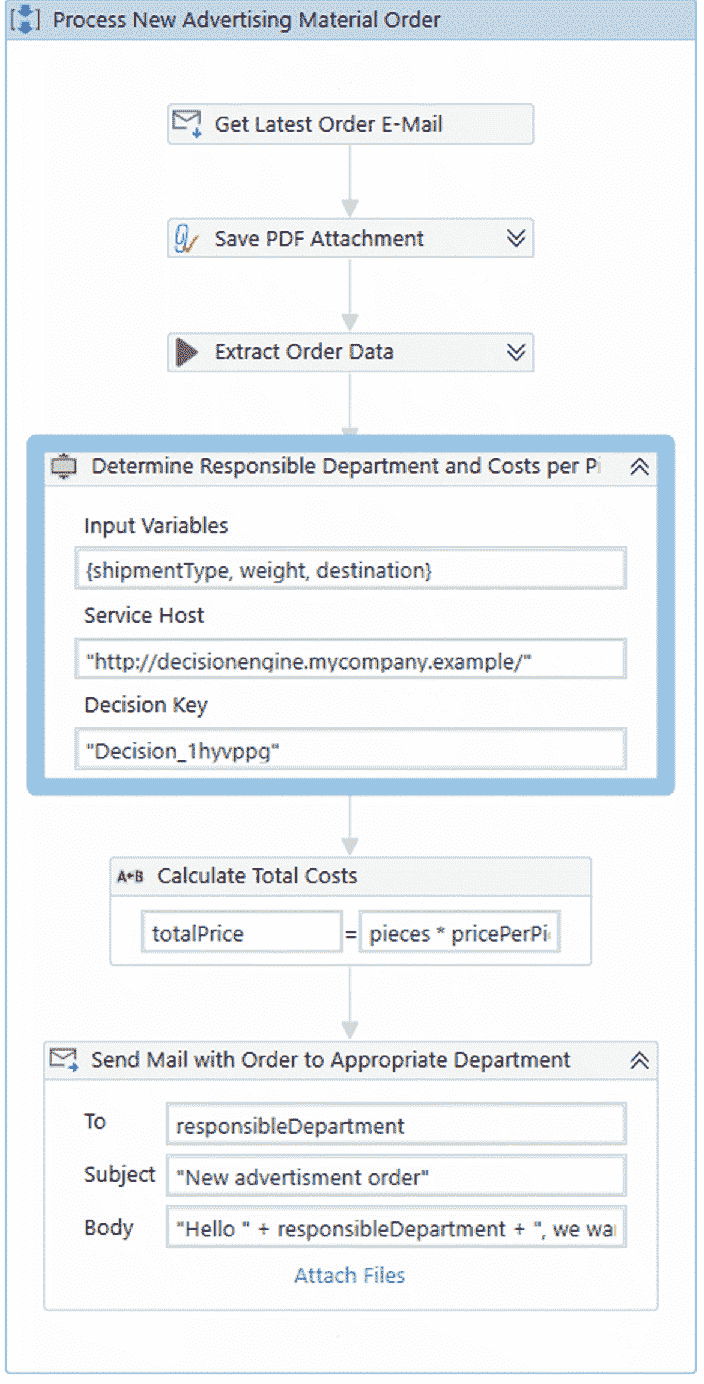 Process New Advertising Material Order
Get Latest Order E-Mail
Save PDF Attachment
Extract Order Data
Determine Responsible Department and Costs per Pi
Input Variables
{shipmentType, weight, destination}
Service Host
"http://decisionengine.mycompany.example/"
Decision Key
"Decision_1hyvppg"
A+B Calculate Total Costs
totalPrice = pieces * pricePerPi
Send Mail with Order to Appropriate Department
To responsibleDepartment
Subject "New advertisment order"
Body "Hello " + responsibleDepartment + ", we wa
Attach Files